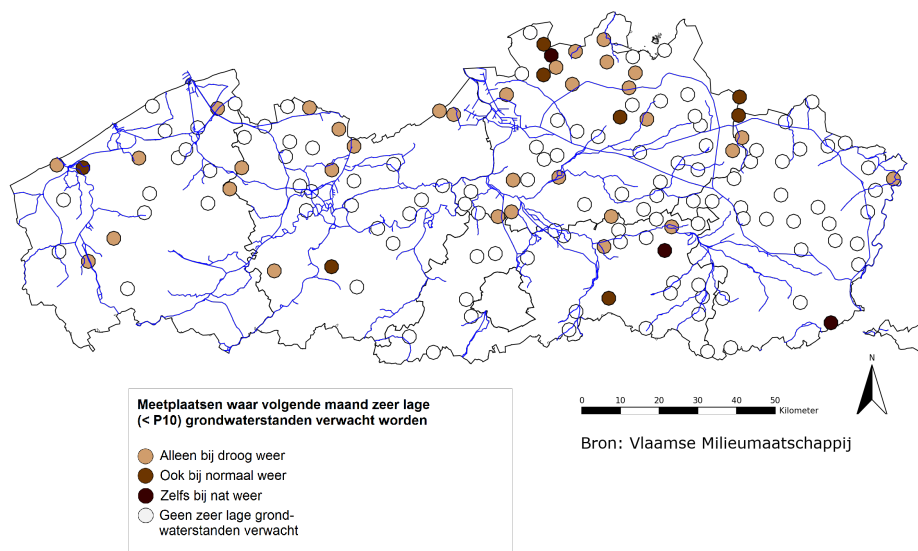 N
0 10 20 30 40 50
Kilometer
Bron: Vlaamse Milieumaatschappij
Meetplaatsen waar volgende maand zeer lage
(< P10) grondwaterstanden verwacht worden
Alleen bij droog weer
Ook bij normaal weer
Zelfs bij nat weer
Geen zeer lage grond-
waterstanden verwacht